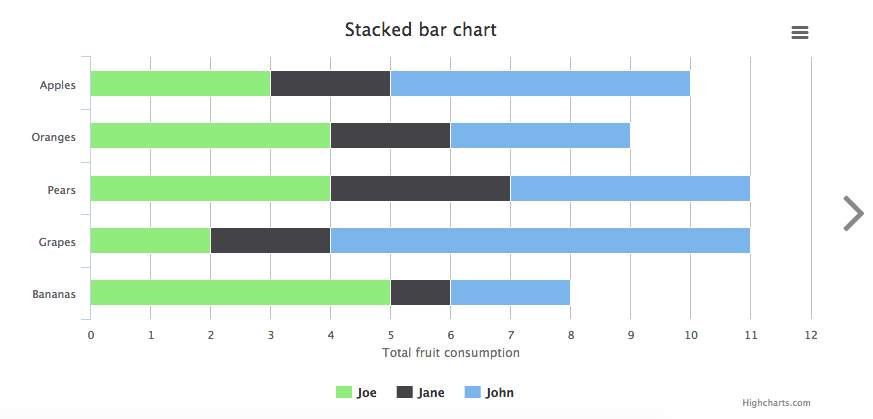 Stacked bar chart
Apples
Oranges
Pears
Grapes
Bananas
0 1 2 3 4 5 6 7 8 9 10 11 12
Total fruit consumption
Joe Jane John
Highcharts.com